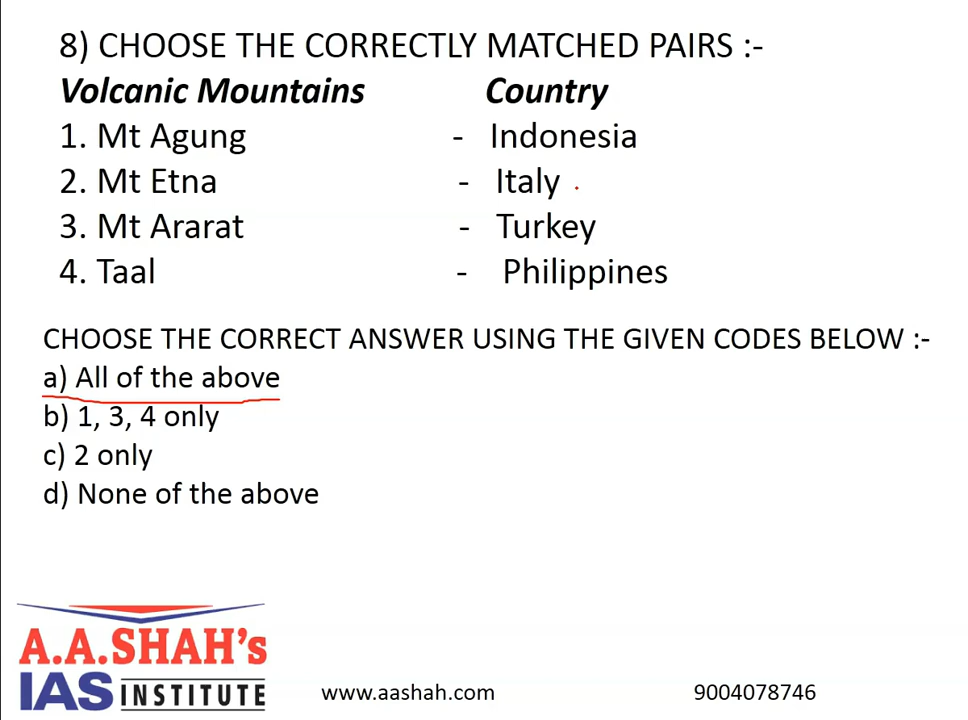 8) CHOOSE THE CORRECTLY MATCHED PAIRS :-
Volcanic Mountains Country
1. Mt Agung - Indonesia
2. Mt Etna - Italy
3. Mt Ararat - Turkey
4. Taal - Philippines
CHOOSE THE CORRECT ANSWER USING THE GIVEN CODES BELOW :-
a) All of the above
b) 1, 3, 4 only
c) 2 only
d) None of the above
A.A.SHAH's
IAS INSTITUTE
www.aashah.com 9004078746